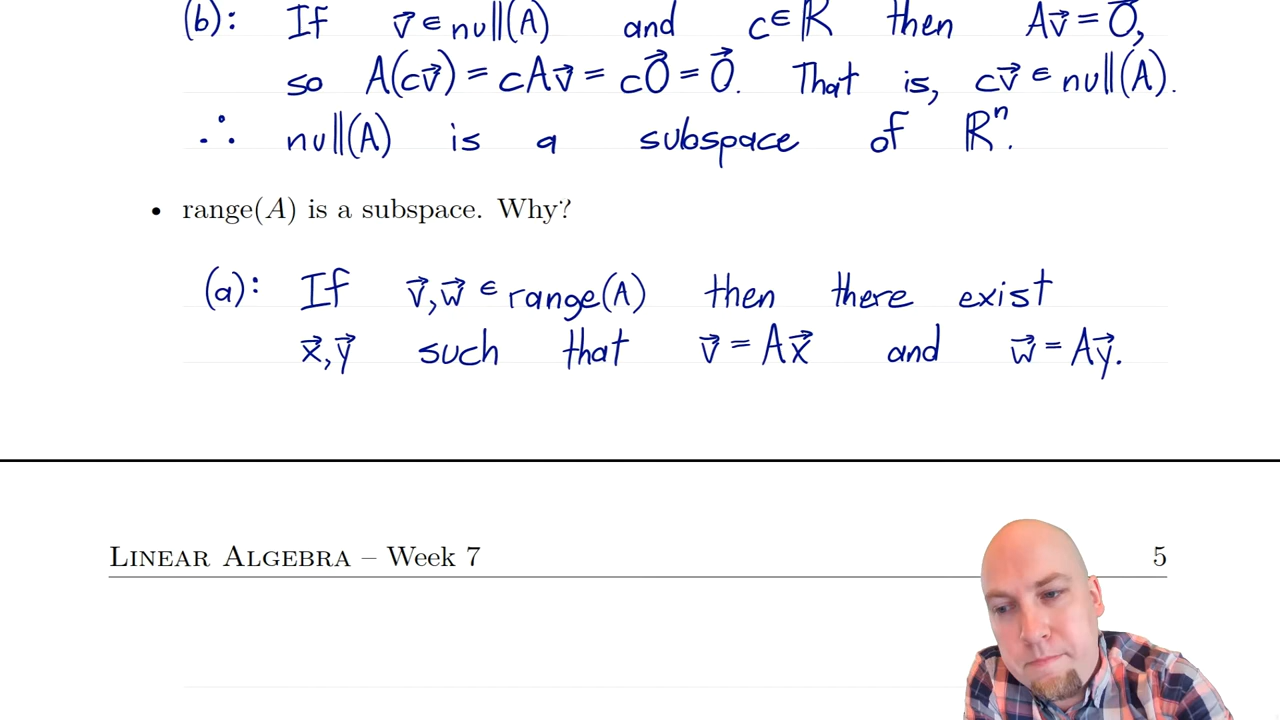 (b): If v⃗ ∈ null(A) and c∈ℝ then Av⃗ = 0⃗,
so A(cv⃗) = cAv⃗ = c0⃗ = 0⃗. That is, cv⃗ ∈ null(A).
∴ null(A) is a subspace of ℝⁿ.
• range(A) is a subspace. Why?
(a): If v⃗,w⃗ ∈ range(A) then there exist
x⃗,y⃗ such that v⃗ = Ax⃗ and w⃗ = Ay⃗.
Linear Algebra – Week 7 5